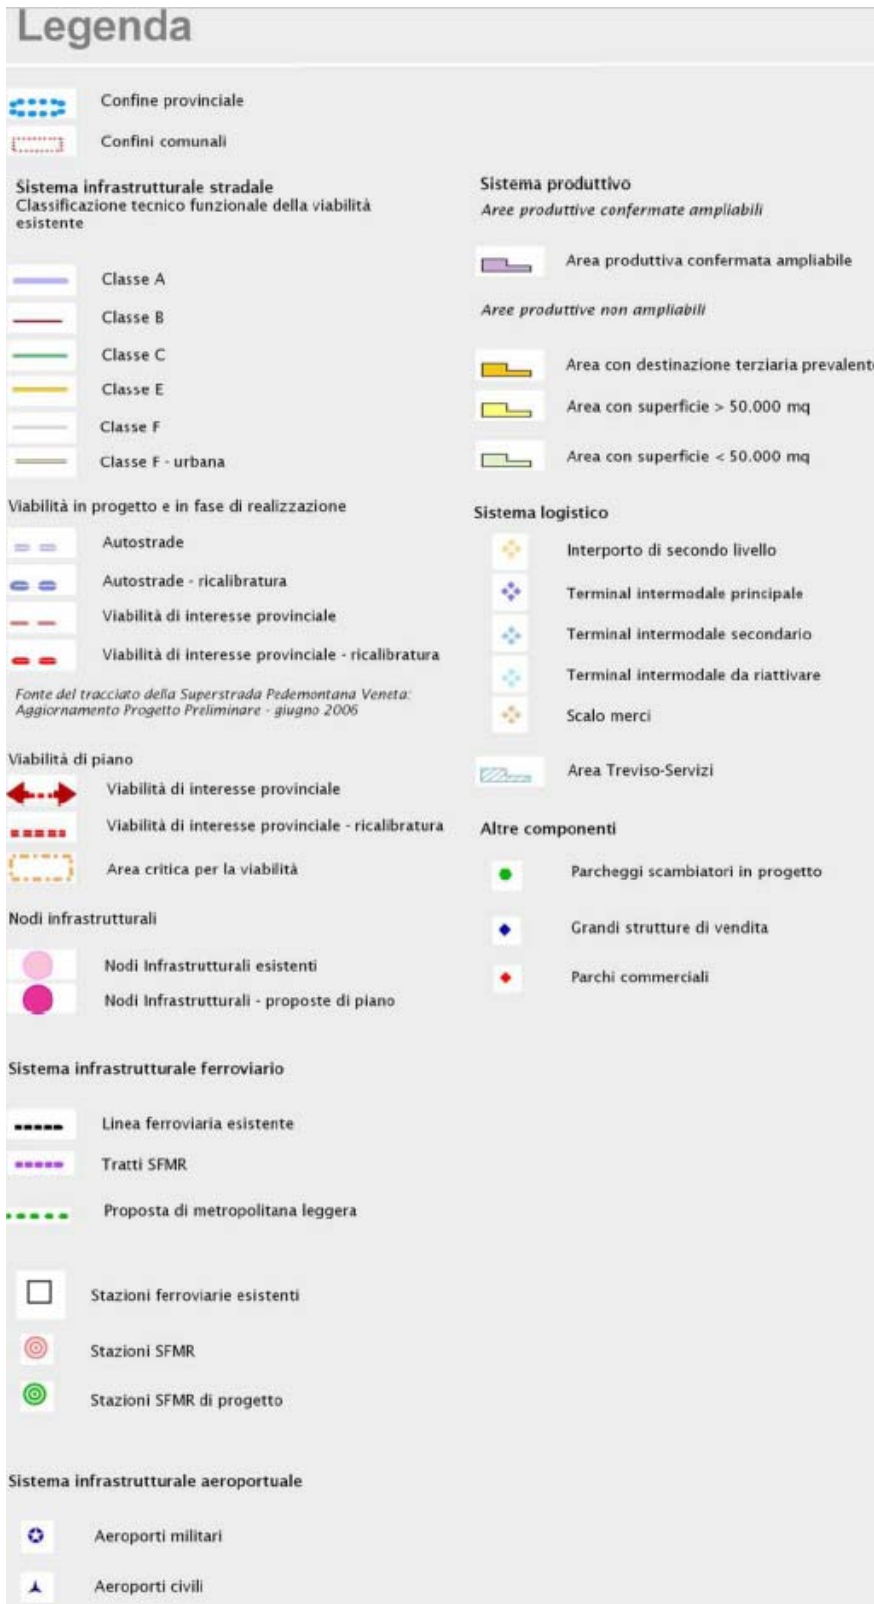 Legenda
Confine provinciale
Confini comunali
Sistema infrastrutturale stradale
Classificazione tecnico funzionale della viabilità
esistente
Classe A
Classe B
Classe C
Classe E
Classe F
Classe F - urbana
Viabilità in progetto e in fase di realizzazione
Autostrade
Autostrade - ricalibratura
Viabilità di interesse provinciale
Viabilità di interesse provinciale - ricalibratura
Fonte del tracciato della Superstrada Pedemontana Veneta:
Aggiornamento Progetto Preliminare - giugno 2006
Viabilità di piano
Viabilità di interesse provinciale
Viabilità di interesse provinciale - ricalibratura
Area critica per la viabilità
Nodi infrastrutturali
Nodi Infrastrutturali esistenti
Nodi Infrastrutturali - proposte di piano
Sistema infrastrutturale ferroviario
Linea ferroviaria esistente
Tratti SFMR
Proposta di metropolitana leggera
Stazioni ferroviarie esistenti
Stazioni SFMR
Stazioni SFMR di progetto
Sistema infrastrutturale aeroportuale
Aeroporti militari
Aeroporti civili
Sistema produttivo
Aree produttive confermate ampliabili
Area produttiva confermata ampliabile
Aree produttive non ampliabili
Area con destinazione terziaria prevalente
Area con superficie > 50.000 mq
Area con superficie < 50.000 mq
Sistema logistico
Interporto di secondo livello
Terminal intermodale principale
Terminal intermodale secondario
Terminal intermodale da riattivare
Scalo merci
Area Treviso-Servizi
Altre componenti
Parcheggi scambiatori in progetto
Grandi strutture di vendita
Parchi commerciali